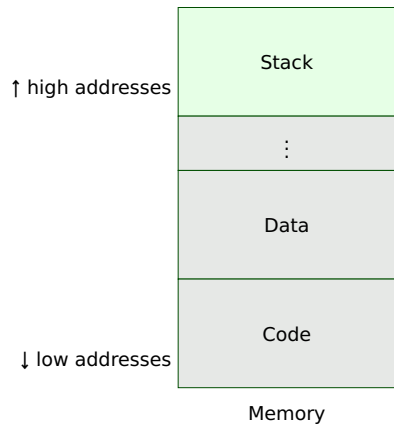 Stack
↑ high addresses
⋮
Data
Code
↓ low addresses
Memory